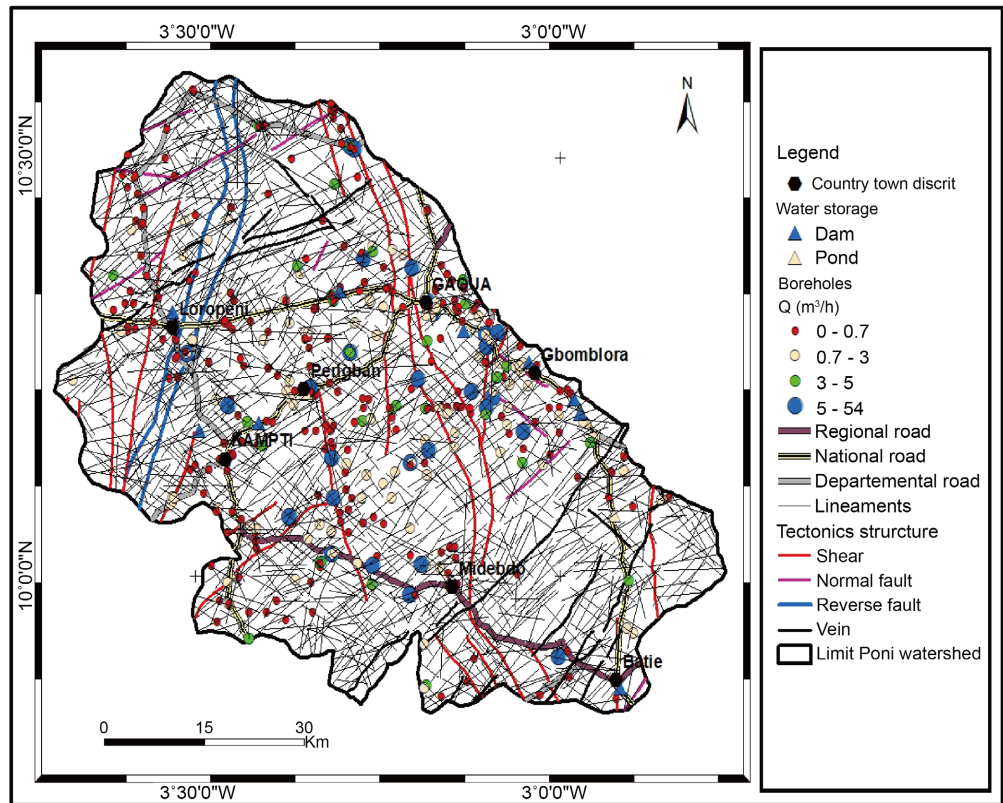 3°30'0"W 3°0'0"W
10°30'0"N
10°0'0"N
N
GAOUA
Loropeni
Gbomblora
Perigban
KAMPTI
Midebdo
Batie
0 15 30
Km
3°30'0"W 3°0'0"W
Legend
Country town discrit
Water storage
Dam
Pond
Boreholes
Q (m³/h)
0 - 0.7
0.7 - 3
3 - 5
5 - 54
Regional road
National road
Departemental road
Lineaments
Tectonics strurcture
Shear
Normal fault
Reverse fault
Vein
Limit Poni watershed